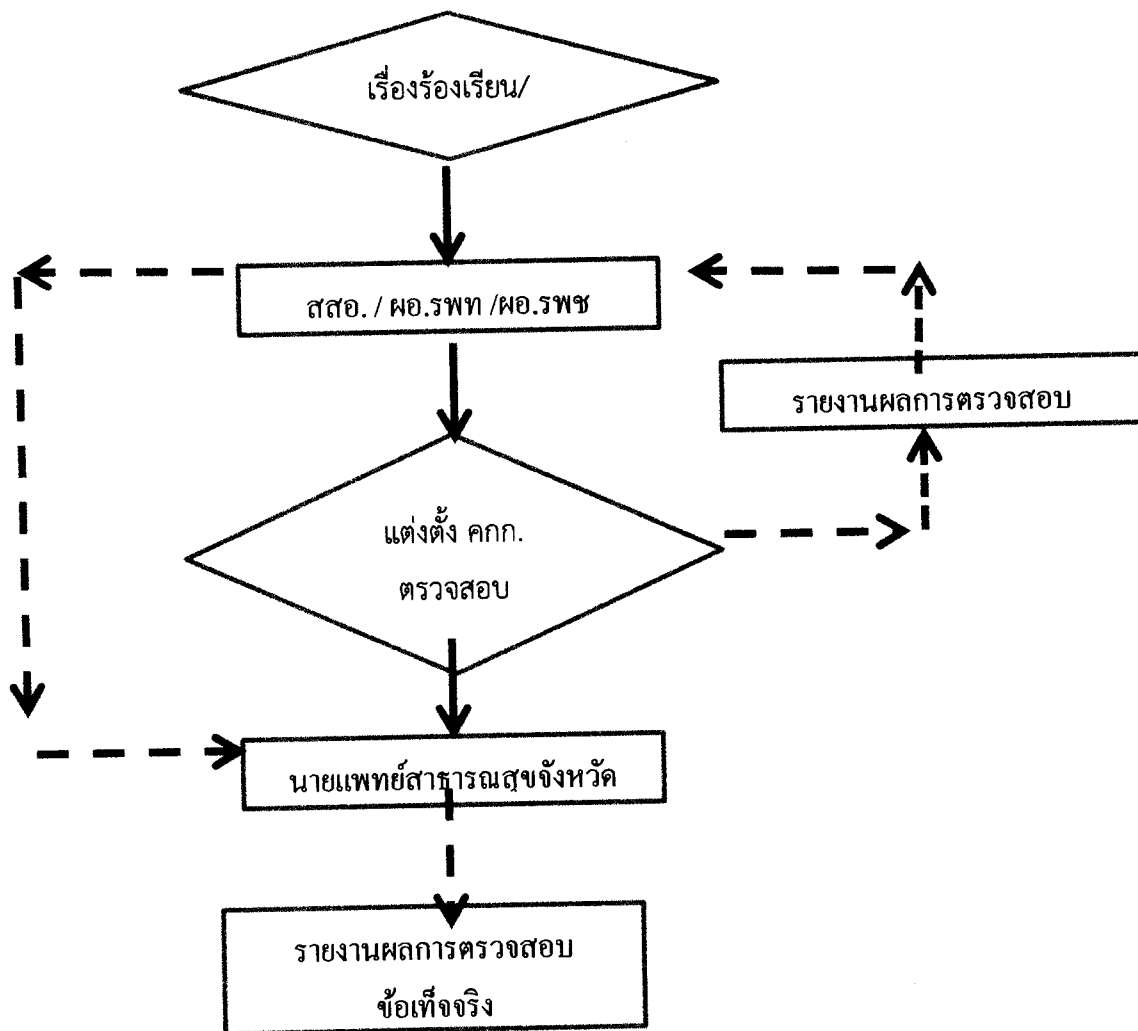 เรื่องร้องเรียน/
สสอ. / ผอ.รพท /ผอ.รพช
รายงานผลการตรวจสอบ
แต่งตั้ง คกก.
ตรวจสอบ
นายแพทย์สาธารณสุขจังหวัด
รายงานผลการตรวจสอบ
ข้อเท็จจริง